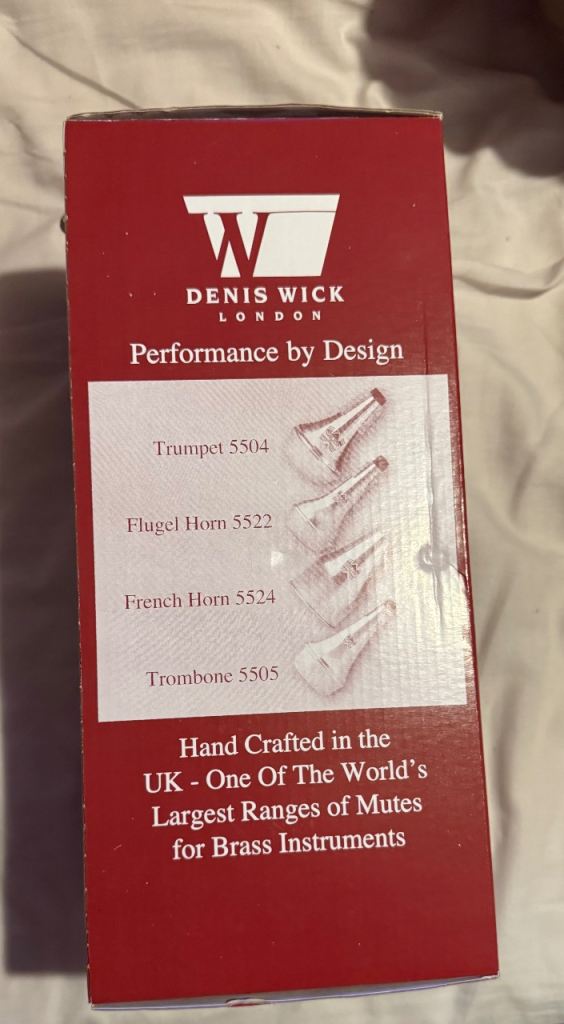 W
DENIS WICK
LONDON
Performance by Design
Trumpet 5504
Flugel Horn 5522
French Horn 5524
Trombone 5505
Hand Crafted in the
UK - One Of The World's
Largest Ranges of Mutes
for Brass Instruments